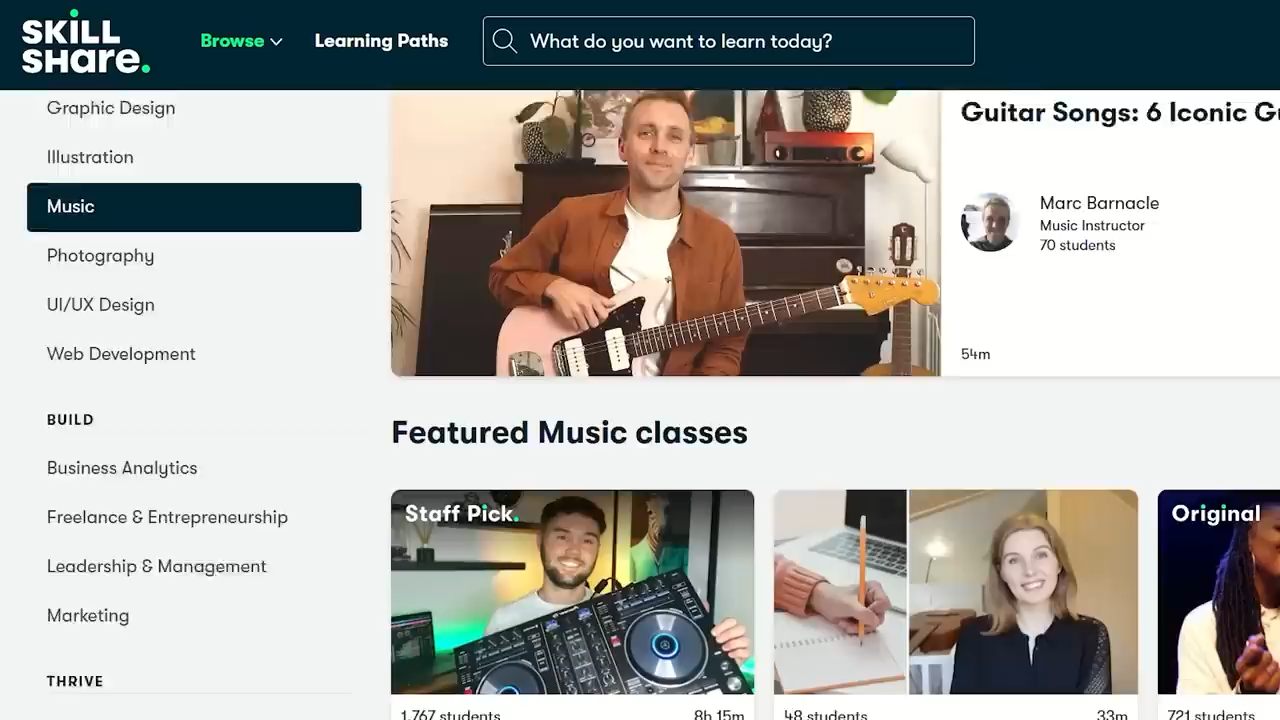 SKILL
SHare.
Browse
Learning Paths
What do you want to learn today?
Graphic Design
Illustration
Music
Photography
UI/UX Design
Web Development
BUILD
Business Analytics
Freelance & Entrepreneurship
Leadership & Management
Marketing
THRIVE
Guitar Songs: 6 Iconic
Marc Barnacle
Music Instructor
70 students
54m
Featured Music classes
Staff Pick.
Original
1,767 students
8h 15m
48 students
33m
721 students